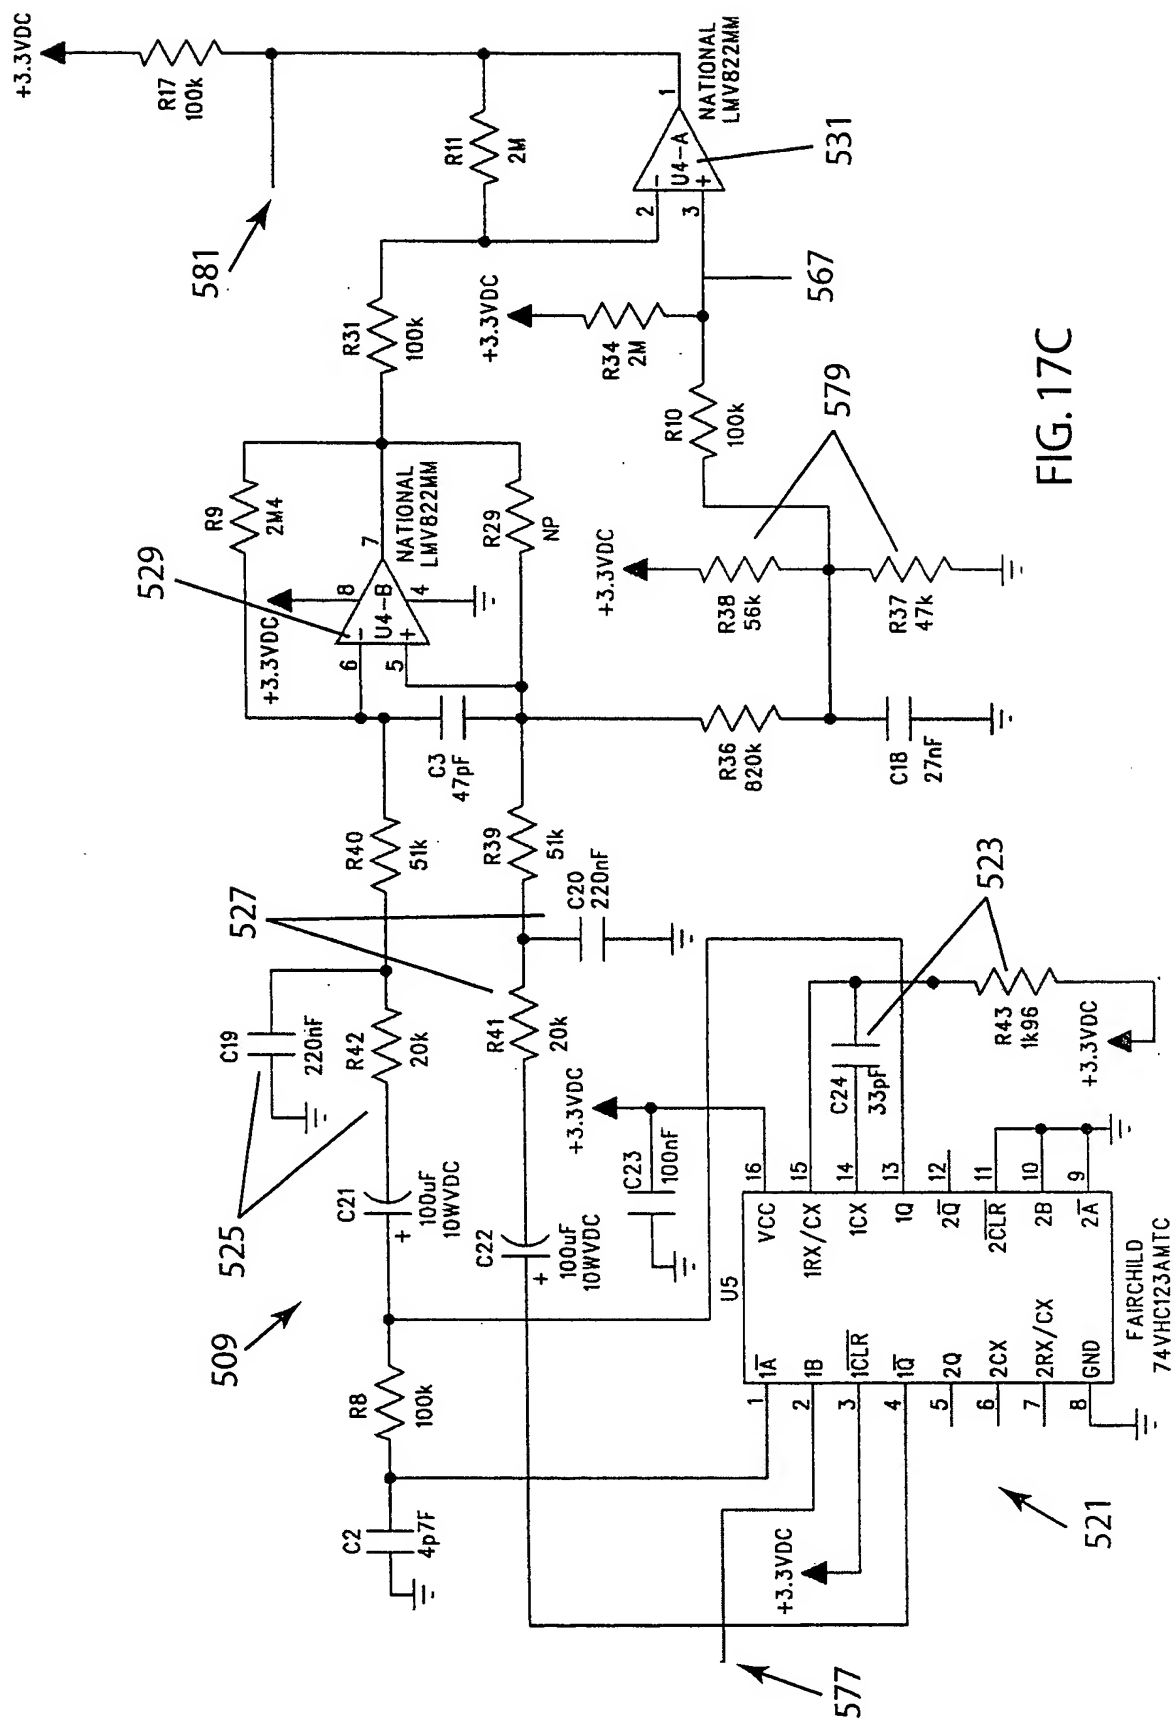 +3.3VDC
R17
100k
581
R11
2M
1
NATIONAL
LMV822MM
U4-A
−
+
2
3
531
R31
100k
+3.3VDC
R34
2M
567
R10
100k
579
FIG. 17C
529
R9
2M4
+3.3VDC
8
7
NATIONAL
LMV822MM
U4-B
−
+
6
5
4
R29
NP
+3.3VDC
R38
56k
R37
47k
C3
47pF
R36
820k
C18
27nF
527
R40
51k
R39
51k
C20
220nF
523
C19
220nF
R42
20k
R41
20k
525
C21
+
100uF
10WVDC
C22
+
100uF
10WVDC
+3.3VDC
C23
100nF
C24
33pF
R43
1k96
+3.3VDC
509
R8
100k
C2
4p7F
U5
16 VCC
15 1RX/CX
14 1CX
13 1Q
12 2Q̅
11 2C̅L̅R̅
10 2B
9 2A̅
1 1A̅
2 1B
3 1C̅L̅R̅
4 1Q̅
5 2Q
6 2CX
7 2RX/CX
8 GND
FAIRCHILD
74VHC123AMTC
+3.3VDC
521
577